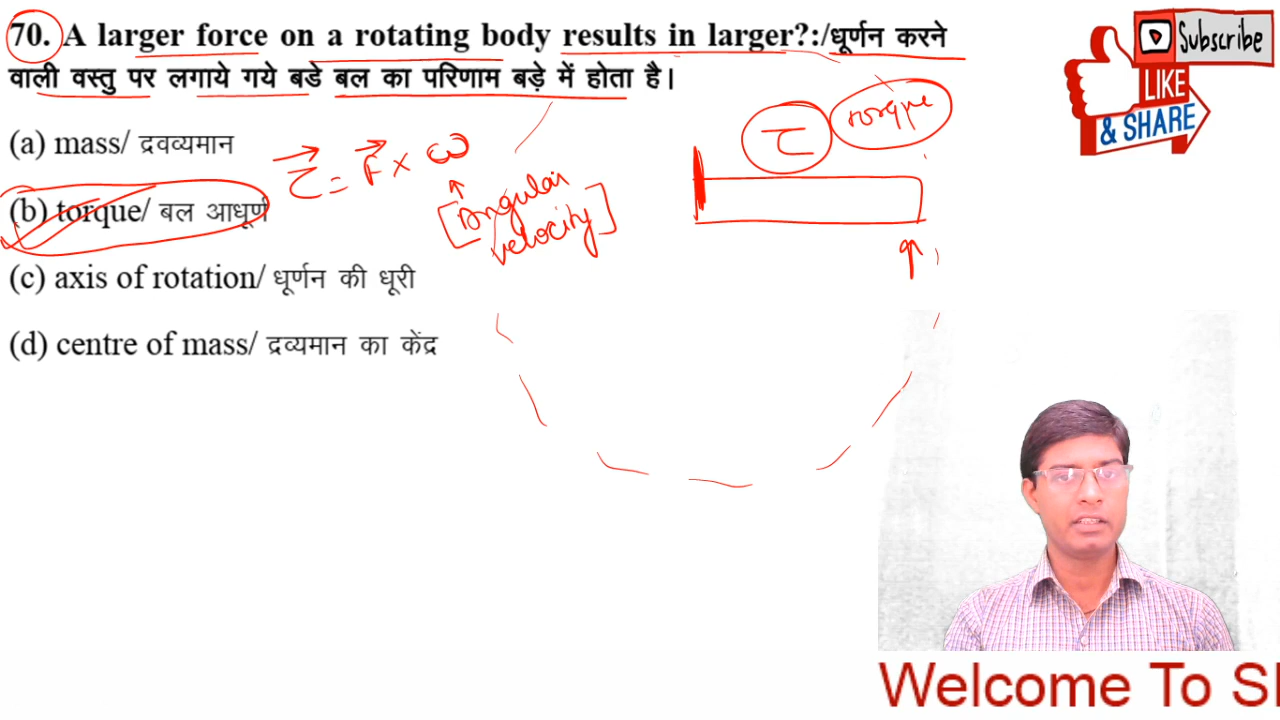 70. A larger force on a rotating body results in larger?:/धूर्णन करने
वाली वस्तु पर लगाये गये बडे बल का परिणाम बड़े में होता है।
(a) mass/ द्रवव्यमान
(b) torque/ बल आधूर्ण
(c) axis of rotation/ धूर्णन की धूरी
(d) centre of mass/ द्रव्यमान का केंद्र
τ = F × ω
[Angular
velocity]
τ torque
Subscribe
LIKE
& SHARE
Welcome To